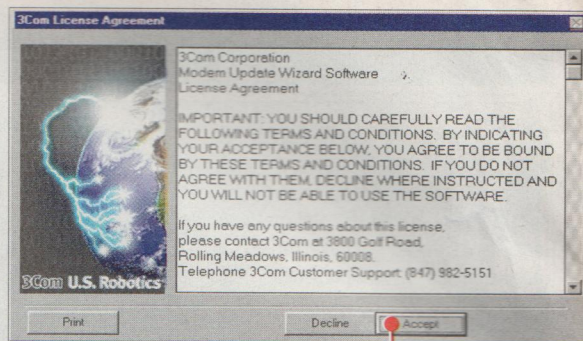 3Com License Agreement
3Com Corporation
Modem Update Wizard Software
License Agreement
IMPORTANT: YOU SHOULD CAREFULLY READ THE
FOLLOWING TERMS AND CONDITIONS. BY INDICATING
YOUR ACCEPTANCE BELOW, YOU AGREE TO BE BOUND
BY THESE TERMS AND CONDITIONS. IF YOU DO NOT
AGREE WITH THEM, DECLINE WHERE INSTRUCTED AND
YOU WILL NOT BE ABLE TO USE THE SOFTWARE.
If you have any questions about this license,
please contact 3Com at 3800 Golf Road,
Rolling Meadows, Illinois, 60008.
Telephone 3Com Customer Support: (847) 982-5151
3Com U.S. Robotics
Print
Decline
Accept